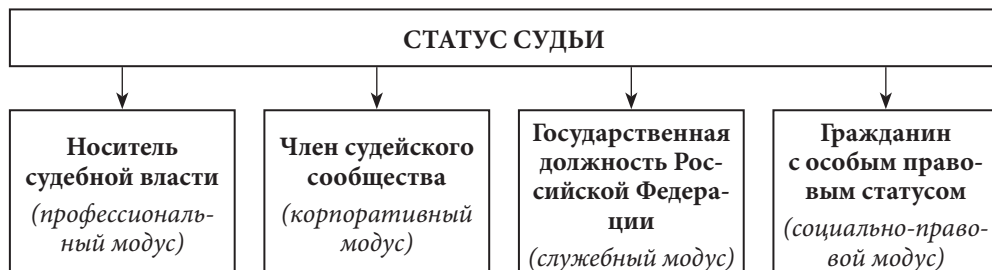 СТАТУС СУДЬИ
Носитель
судебной власти
(профессиональ-
ный модус)
Член судейского
сообщества
(корпоративный
модус)
Государственная
должность Рос-
сийской Федера-
ции
(служебный модус)
Гражданин
с особым право-
вым статусом
(социально-право-
вой модус)